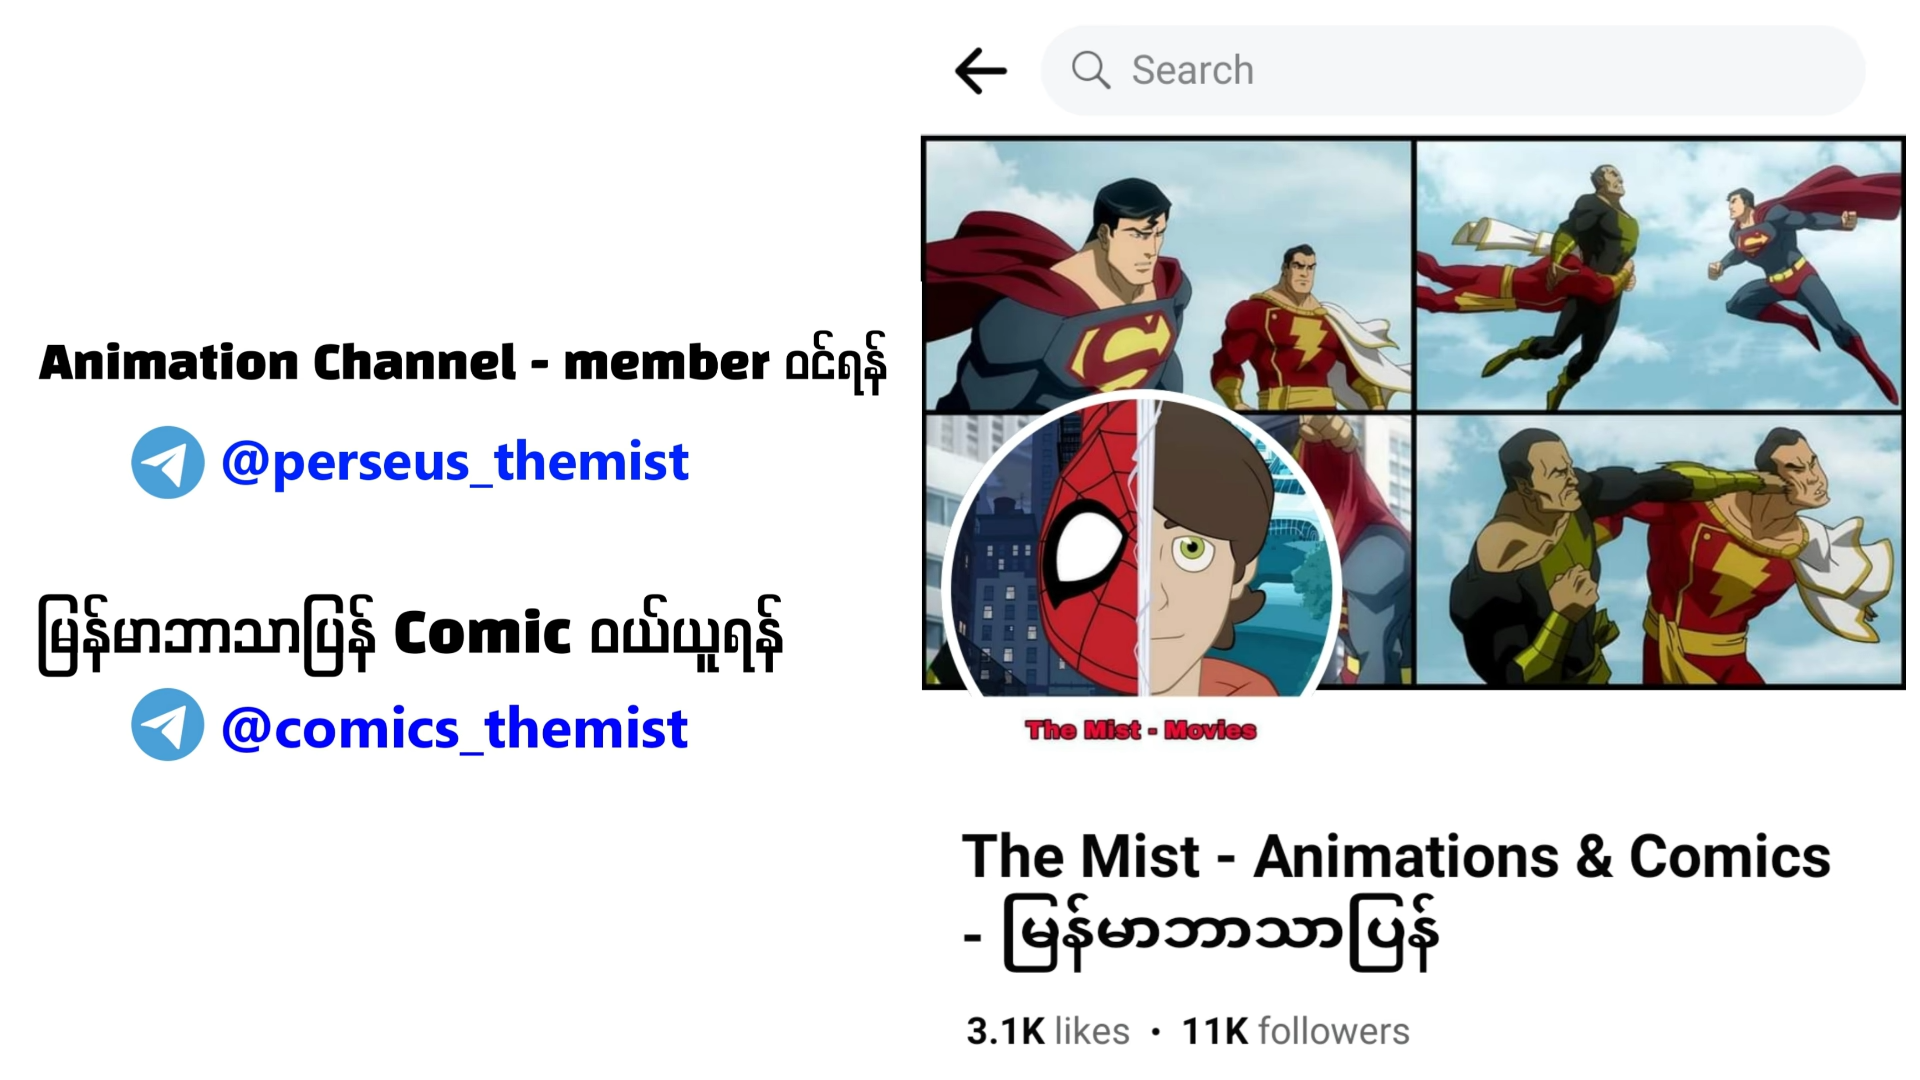 Animation Channel - member ဝင်ရန်
@perseus_themist
မြန်မာဘာသာပြန် Comic ဝယ်ယူရန်
@comics_themist
Search
The Mist - Movies
The Mist - Animations & Comics
- မြန်မာဘာသာပြန်
3.1K likes • 11K followers